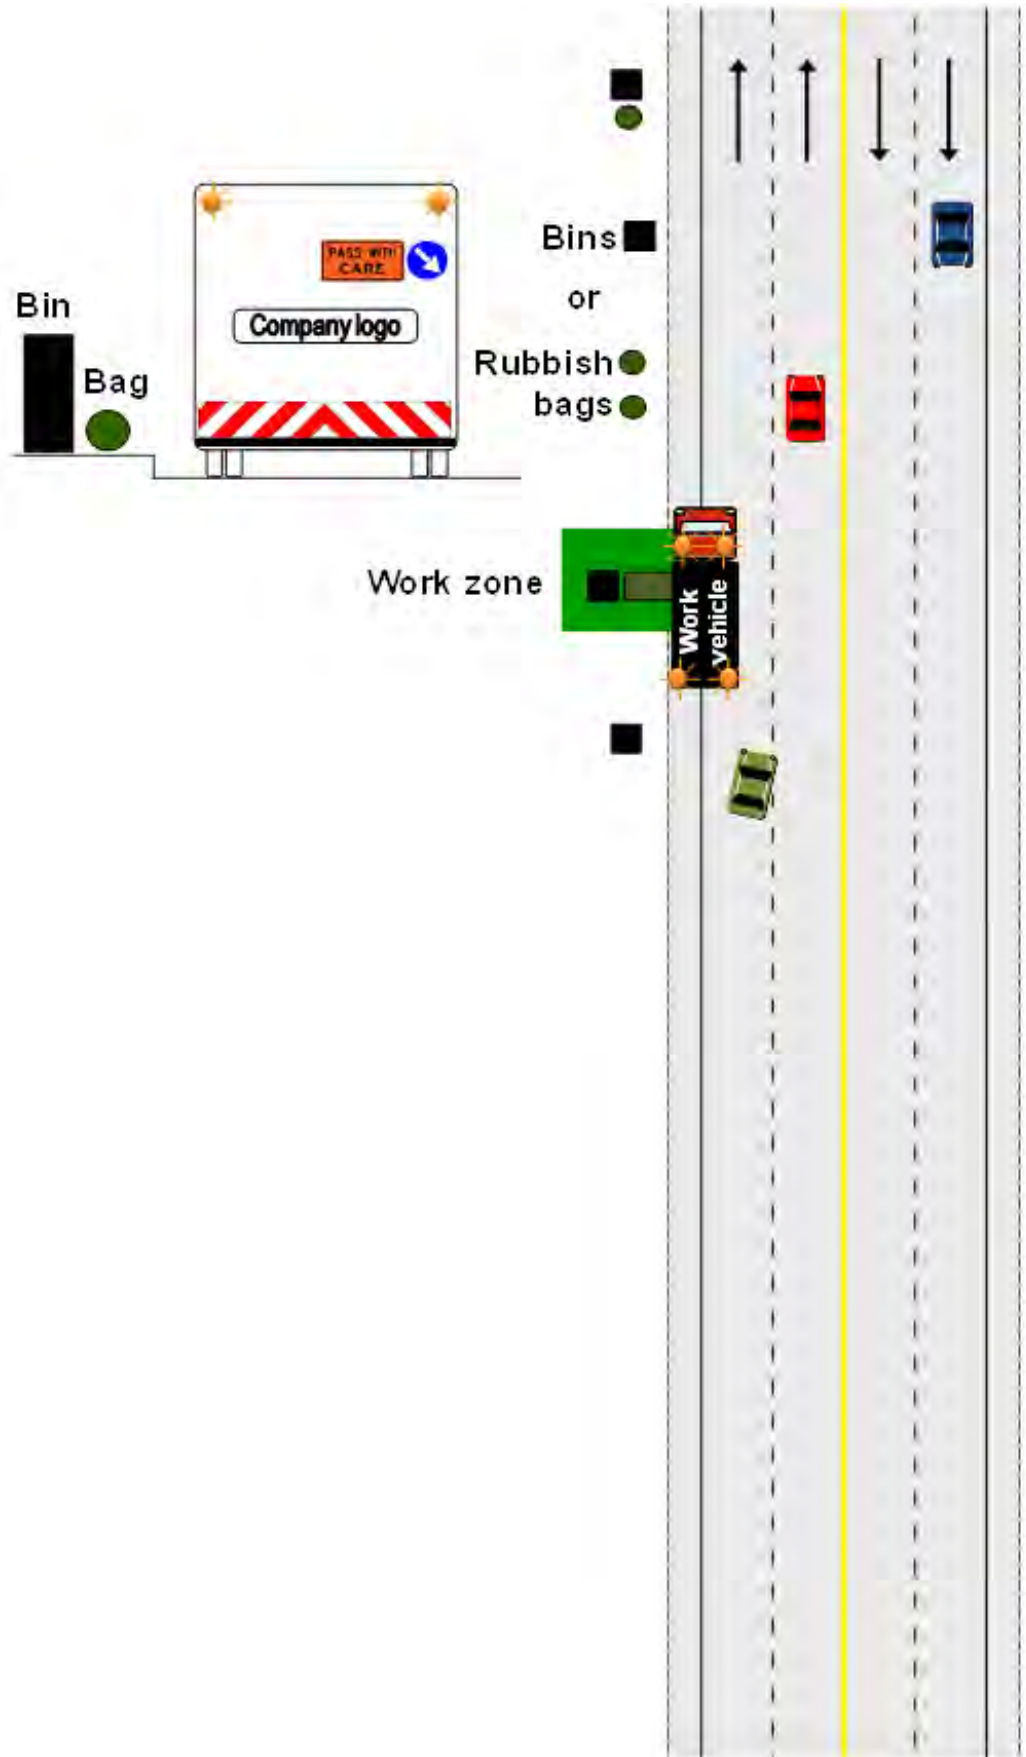 Bin
Bag
PASS WITH
CARE
Company logo
Bins
or
Rubbish
bags
Work zone
Work
vehicle